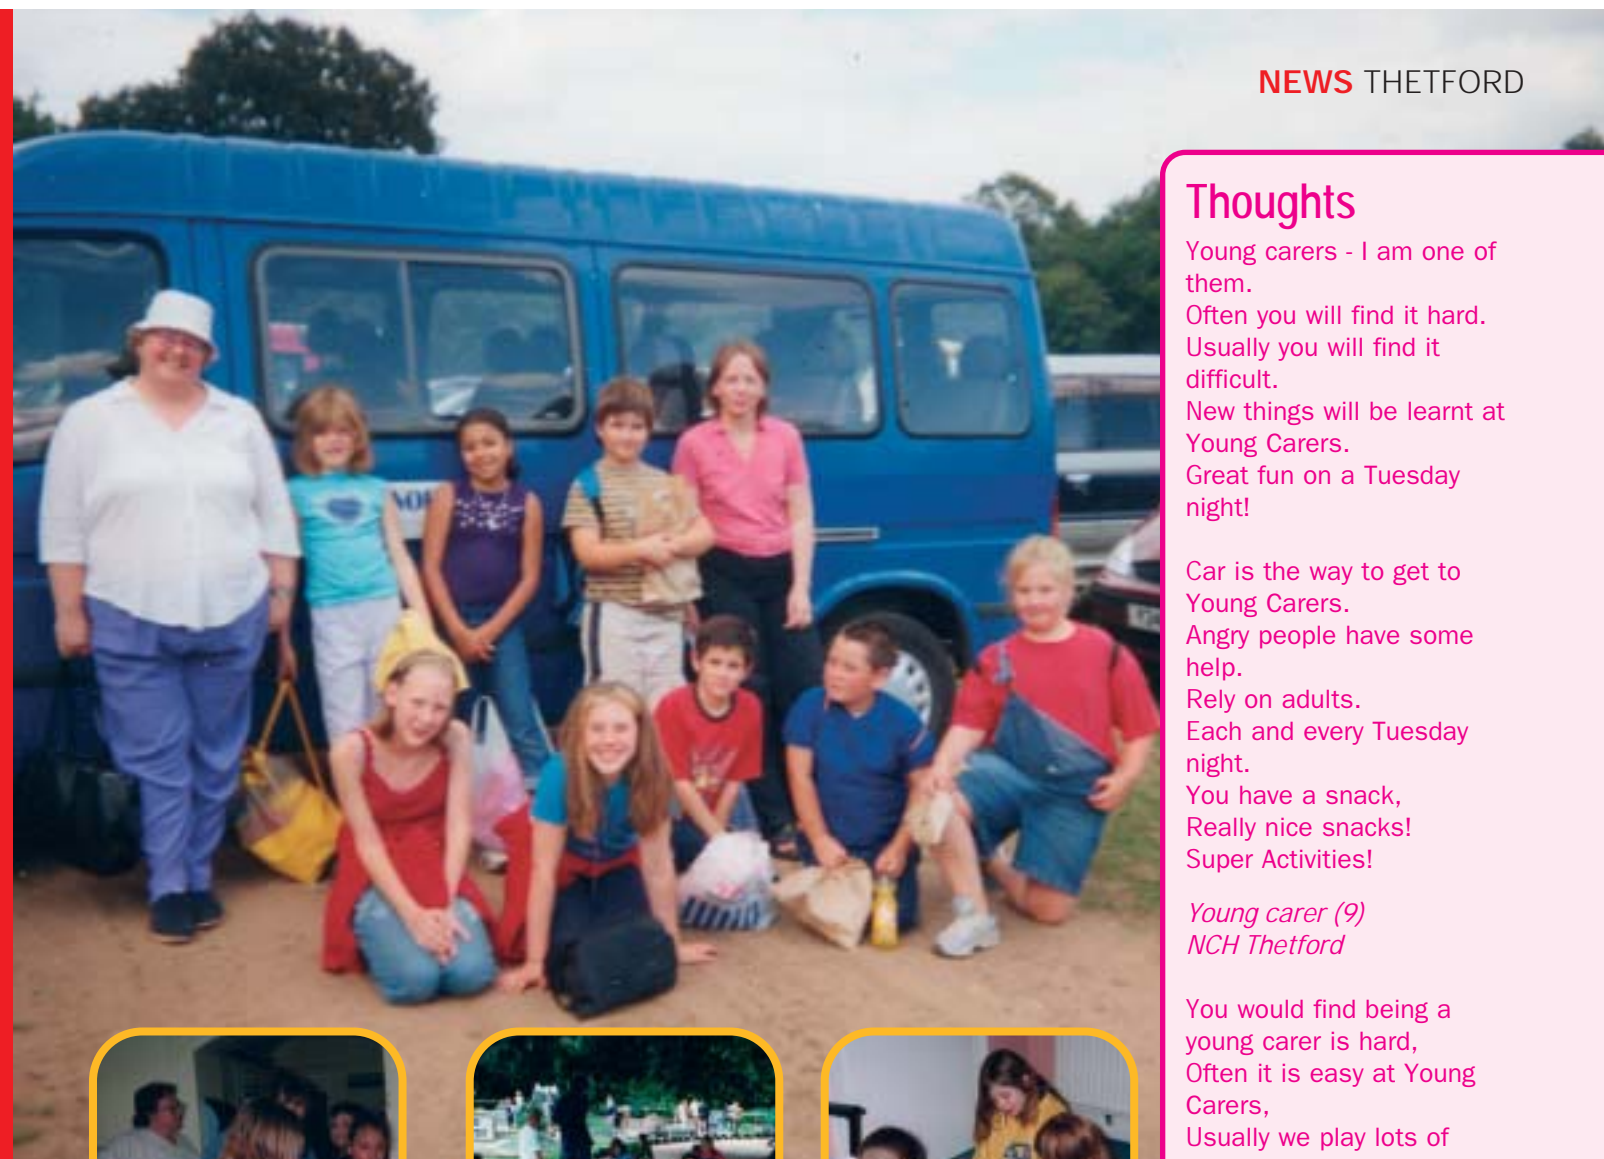 NEWS THETFORD
Thoughts
Young carers - I am one of
them.
Often you will find it hard.
Usually you will find it
difficult.
New things will be learnt at
Young Carers.
Great fun on a Tuesday
night!
Car is the way to get to
Young Carers.
Angry people have some
help.
Rely on adults.
Each and every Tuesday
night.
You have a snack,
Really nice snacks!
Super Activities!
Young carer (9)
NCH Thetford
You would find being a
young carer is hard,
Often it is easy at Young
Carers,
Usually we play lots of